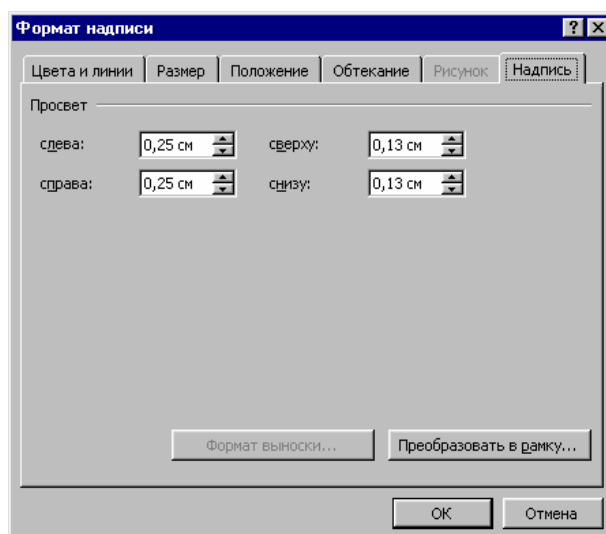 Формат надписи
Цвета и линии Размер Положение Обтекание Рисунок Надпись
Просвет
слева: 0,25 см сверху: 0,13 см
справа: 0,25 см снизу: 0,13 см
Формат выноски... Преобразовать в рамку...
ОК Отмена